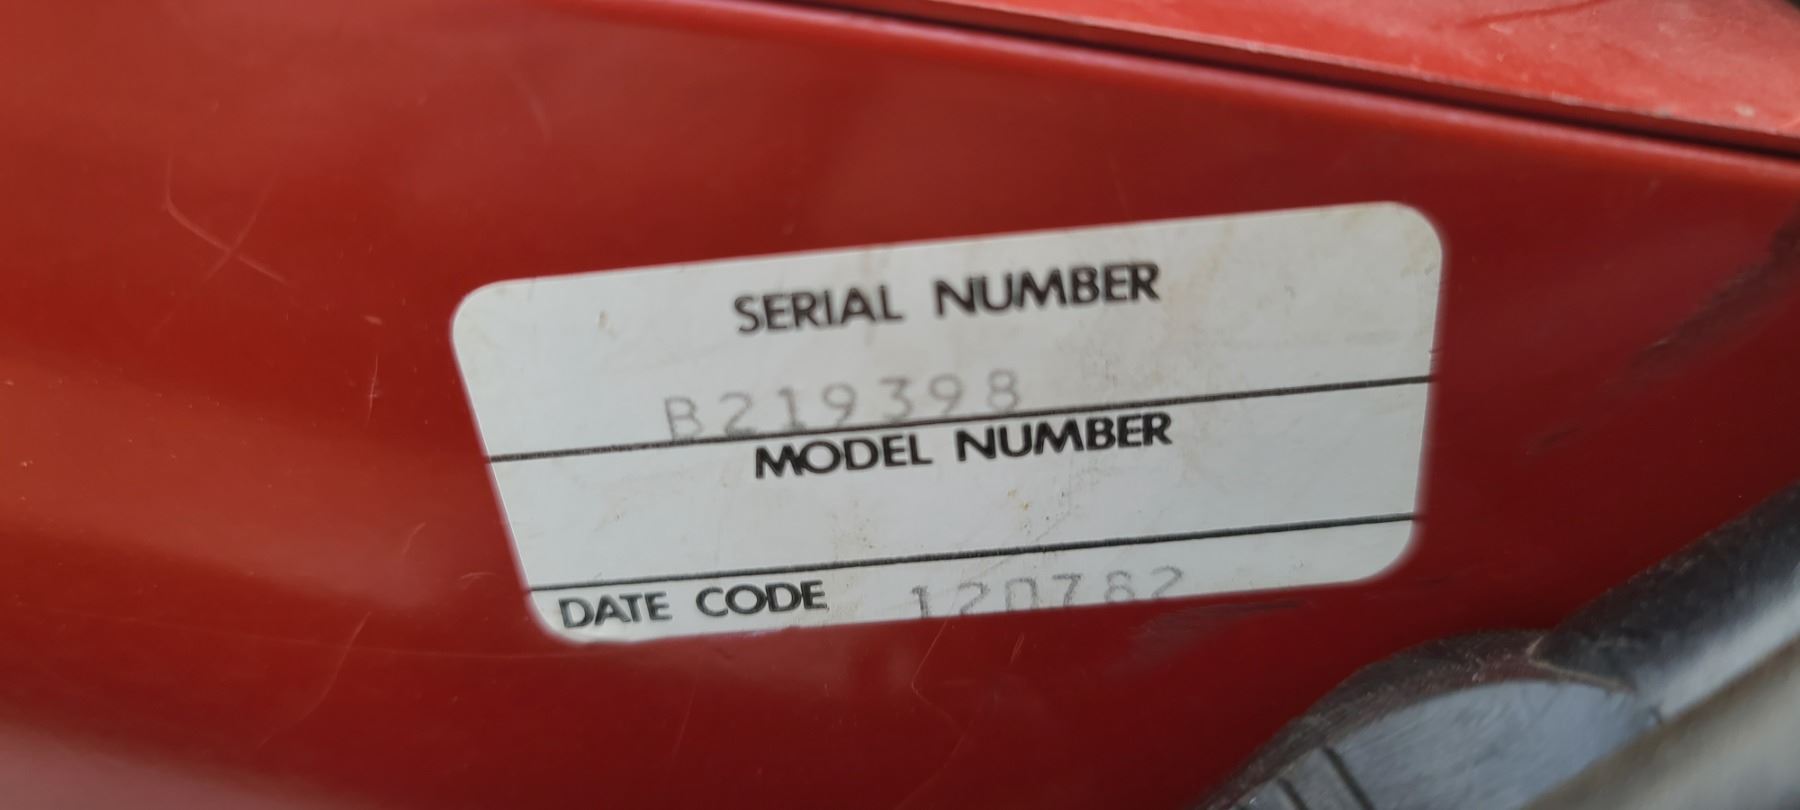 SERIAL NUMBER
B219398
MODEL NUMBER
DATE CODE 120782